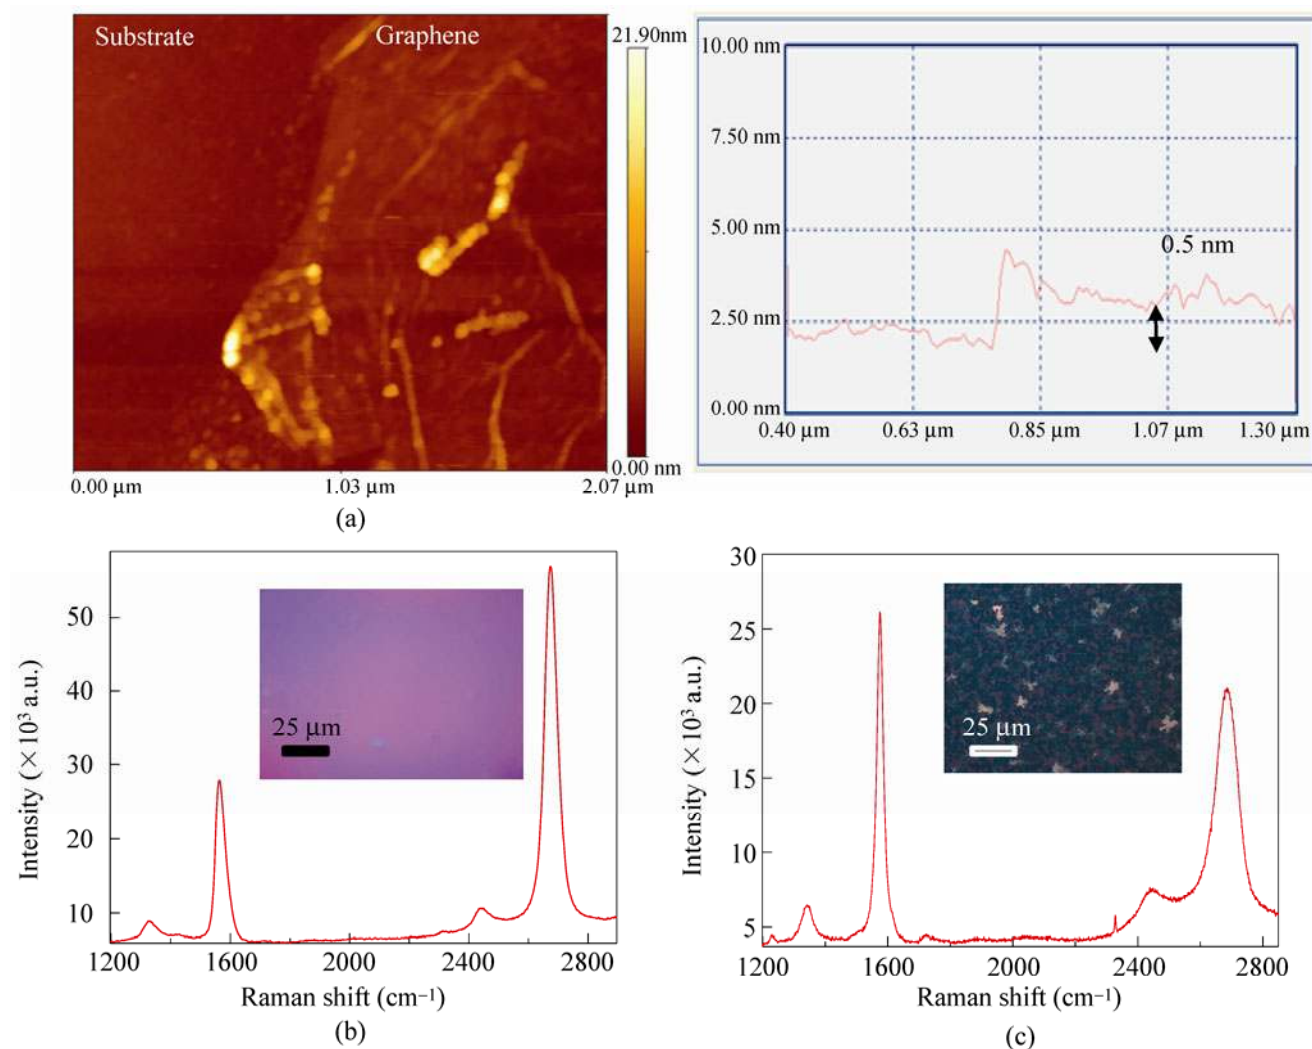 Substrate
Graphene
21.90nm
0.00 nm
0.00 μm
1.03 μm
2.07 μm
10.00 nm
7.50 nm
5.00 nm
2.50 nm
0.00 nm
0.5 nm
0.40 μm
0.63 μm
0.85 μm
1.07 μm
1.30 μm
(a)
Intensity (×10³ a.u.)
50
40
30
20
10
25 μm
1200
1600
2000
2400
2800
Raman shift (cm⁻¹)
(b)
Intensity (×10³ a.u.)
30
25
20
15
10
5
25 μm
1200
1600
2000
2400
2800
Raman shift (cm⁻¹)
(c)